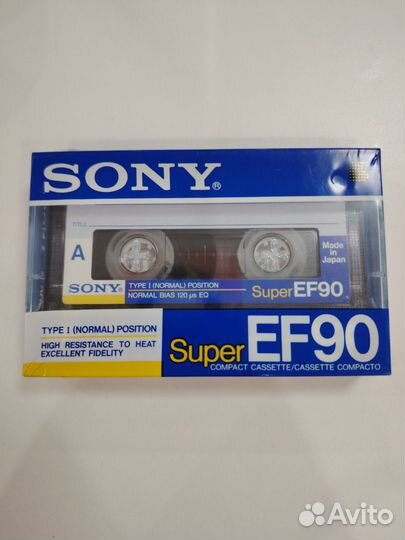 SONY®
TITLE
A
Made in
Japan
TYPE I (NORMAL) POSITION
SONY® NORMAL BIAS 120 μs EQ Super EF90
TYPE I (NORMAL) POSITION
HIGH RESISTANCE TO HEAT
EXCELLENT FIDELITY
Super EF90
COMPACT CASSETTE/CASSETTE COMPACTO
Avito